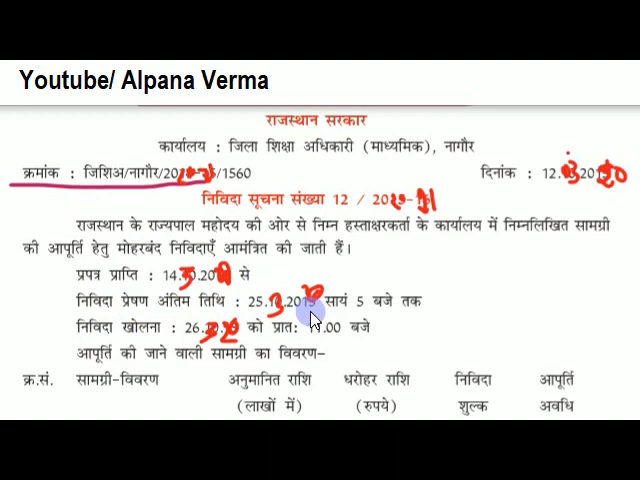 Youtube/ Alpana Verma
राजस्थान सरकार
कार्यालय : जिला शिक्षा अधिकारी (माध्यमिक), नागौर
क्रमांक : जिशिअ/नागौर/ /1560 दिनांक :
निविदा सूचना संख्या 12 /
राजस्थान के राज्यपाल महोदय की ओर से निम्न हस्ताक्षरकर्ता के कार्यालय में निम्नलिखित सामग्री
की आपूर्ति हेतु मोहरबंद निविदाएँ आमंत्रित की जाती हैं।
प्रपत्र प्राप्ति : से
निविदा प्रेषण अंतिम तिथि : सायं 5 बजे तक
निविदा खोलना : को प्रात: बजे
आपूर्ति की जाने वाली सामग्री का विवरण–
क्र.सं. सामग्री-विवरण अनुमानित राशि धरोहर राशि निविदा आपूर्ति
(लाखों में) (रुपये) शुल्क अवधि